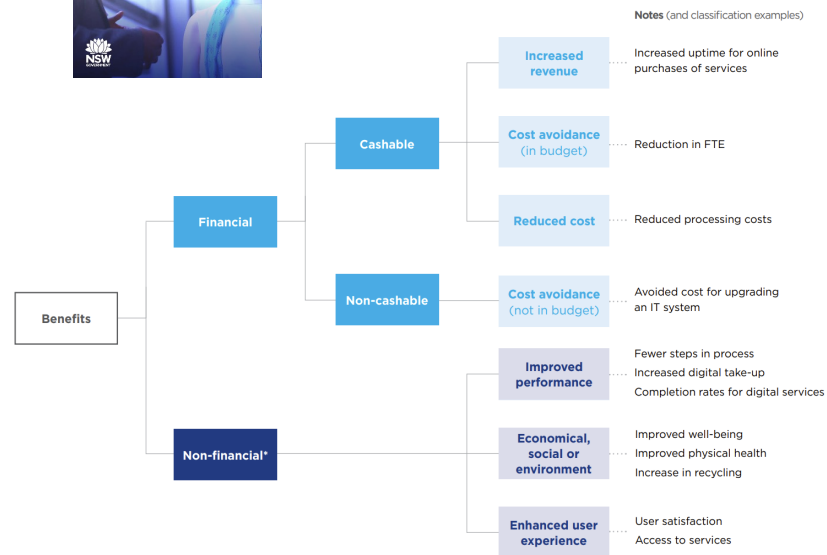 Notes (and classification examples)
NSW
GOVERNMENT
Increased
revenue
Increased uptime for online
purchases of services
Cashable
Cost avoidance
(in budget)
Reduction in FTE
Financial
Reduced cost
Reduced processing costs
Non-cashable
Cost avoidance
(not in budget)
Avoided cost for upgrading
an IT system
Benefits
Improved
performance
Fewer steps in process
Increased digital take-up
Completion rates for digital services
Non-financial*
Economical,
social or
environment
Improved well-being
Improved physical health
Increase in recycling
Enhanced user
experience
User satisfaction
Access to services